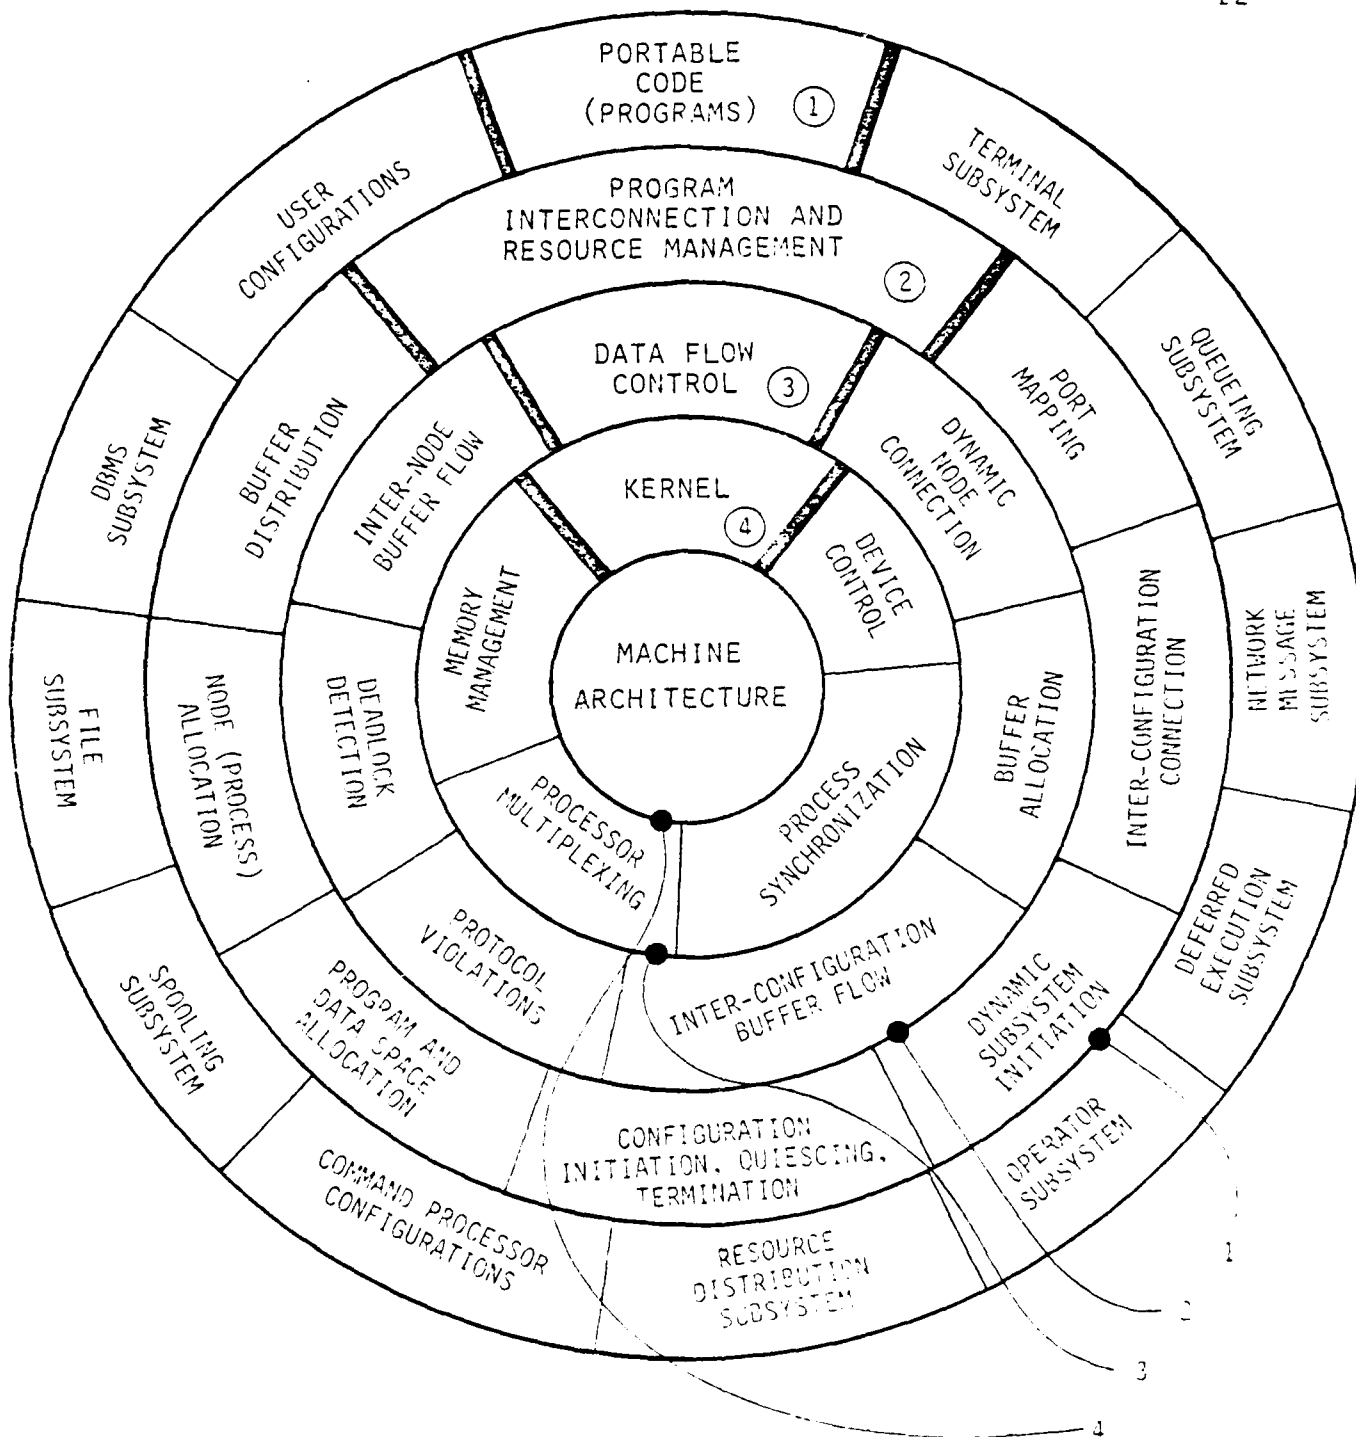 PORTABLE
CODE
(PROGRAMS)
1
PROGRAM
INTERCONNECTION AND
RESOURCE MANAGEMENT
2
DATA FLOW
CONTROL
3
KERNEL
4
MACHINE
ARCHITECTURE
TERMINAL
SUBSYSTEM
QUEUEING
SUBSYSTEM
NETWORK
MESSAGE
SUBSYSTEM
DEFERRED
EXECUTION
SUBSYSTEM
OPERATOR
SUBSYSTEM
RESOURCE
DISTRIBUTION
SUBSYSTEM
COMMAND PROCESSOR
CONFIGURATIONS
SPOOLING
SUBSYSTEM
FILE
SUBSYSTEM
DBMS
SUBSYSTEM
USER
CONFIGURATIONS
PORT
MAPPING
INTER-CONFIGURATION
CONNECTION
DYNAMIC
SUBSYSTEM
INITIATION
CONFIGURATION
INITIATION, QUIESCING,
TERMINATION
PROGRAM AND
DATA SPACE
ALLOCATION
NODE (PROCESS)
ALLOCATION
BUFFER
DISTRIBUTION
DYNAMIC
NODE
CONNECTION
BUFFER
ALLOCATION
INTER-CONFIGURATION
BUFFER FLOW
PROTOCOL
VIOLATIONS
DEADLOCK
DETECTION
INTER-NODE
BUFFER FLOW
DEVICE
CONTROL
PROCESS
SYNCHRONIZATION
PROCESSOR
MULTIPLEXING
MEMORY
MANAGEMENT
1
2
3
4